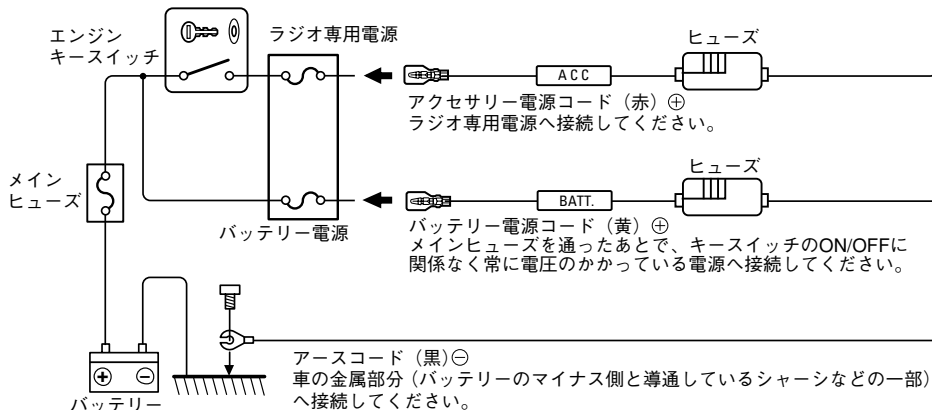 エンジン
キースイッチ
ラジオ専用電源
ヒューズ
ACC
アクセサリー電源コード（赤）⊕
ラジオ専用電源へ接続してください。
メイン
ヒューズ
ヒューズ
BATT.
バッテリー電源
バッテリー電源コード（黄）⊕
メインヒューズを通ったあとで、キースイッチのON/OFFに
関係なく常に電圧のかかっている電源へ接続してください。
アースコード（黒）⊖
車の金属部分（バッテリーのマイナス側と導通しているシャーシなどの一部）
へ接続してください。
⊕ ⊖
バッテリー